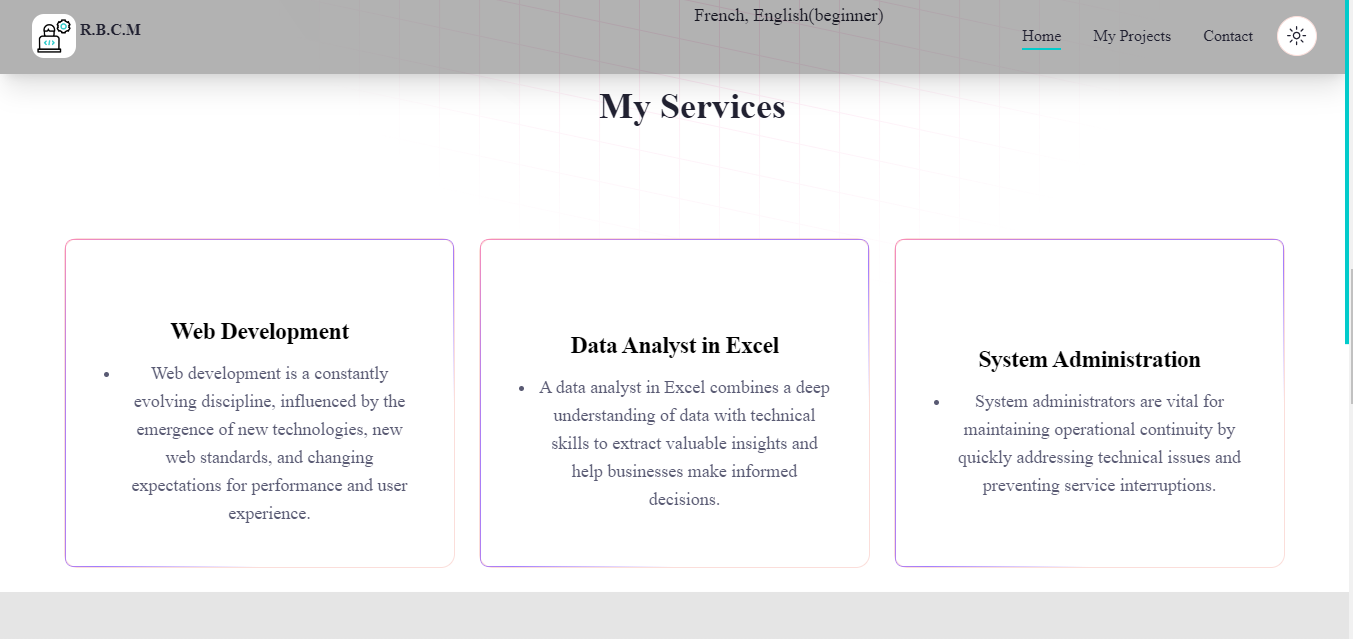 French, English(beginner)
R.B.C.M
Home
My Projects
Contact
My Services
Web Development
• Web development is a constantly
evolving discipline, influenced by the
emergence of new technologies, new
web standards, and changing
expectations for performance and user
experience.
Data Analyst in Excel
• A data analyst in Excel combines a deep
understanding of data with technical
skills to extract valuable insights and
help businesses make informed
decisions.
System Administration
• System administrators are vital for
maintaining operational continuity by
quickly addressing technical issues and
preventing service interruptions.